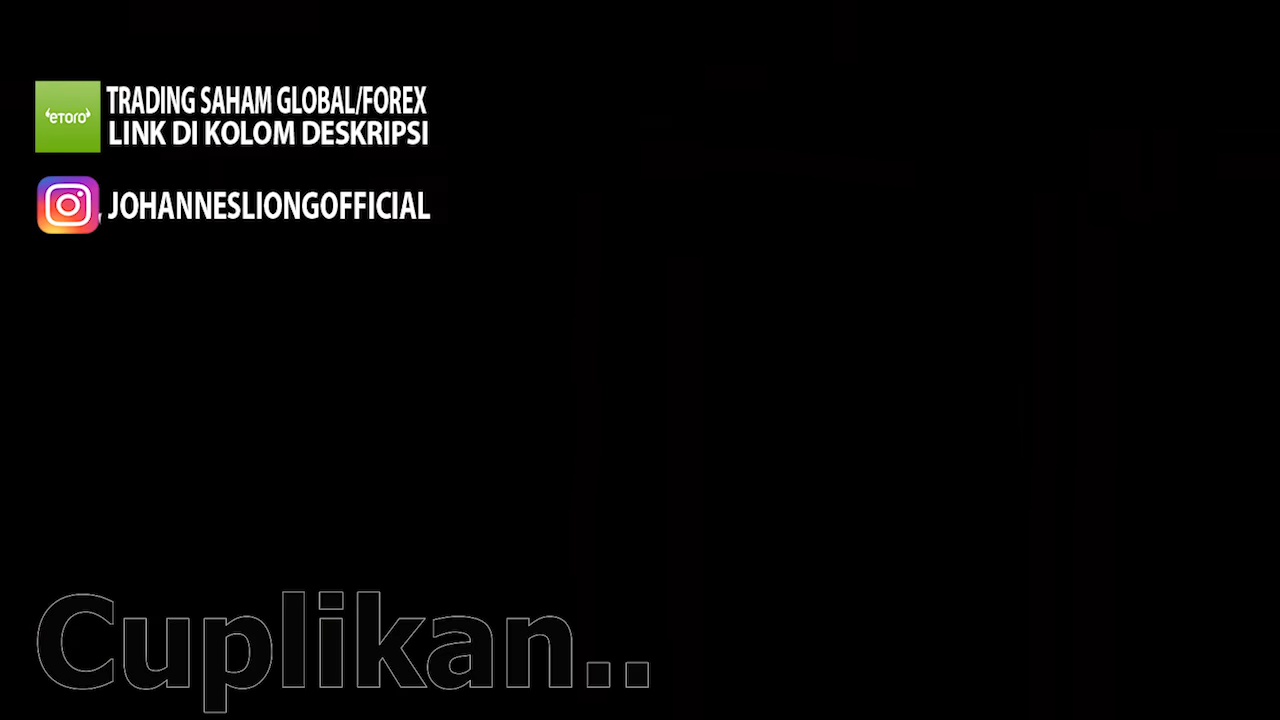 eToro
TRADING SAHAM GLOBAL/FOREX
LINK DI KOLOM DESKRIPSI
JOHANNESLIONGOFFICIAL
Cuplikan..